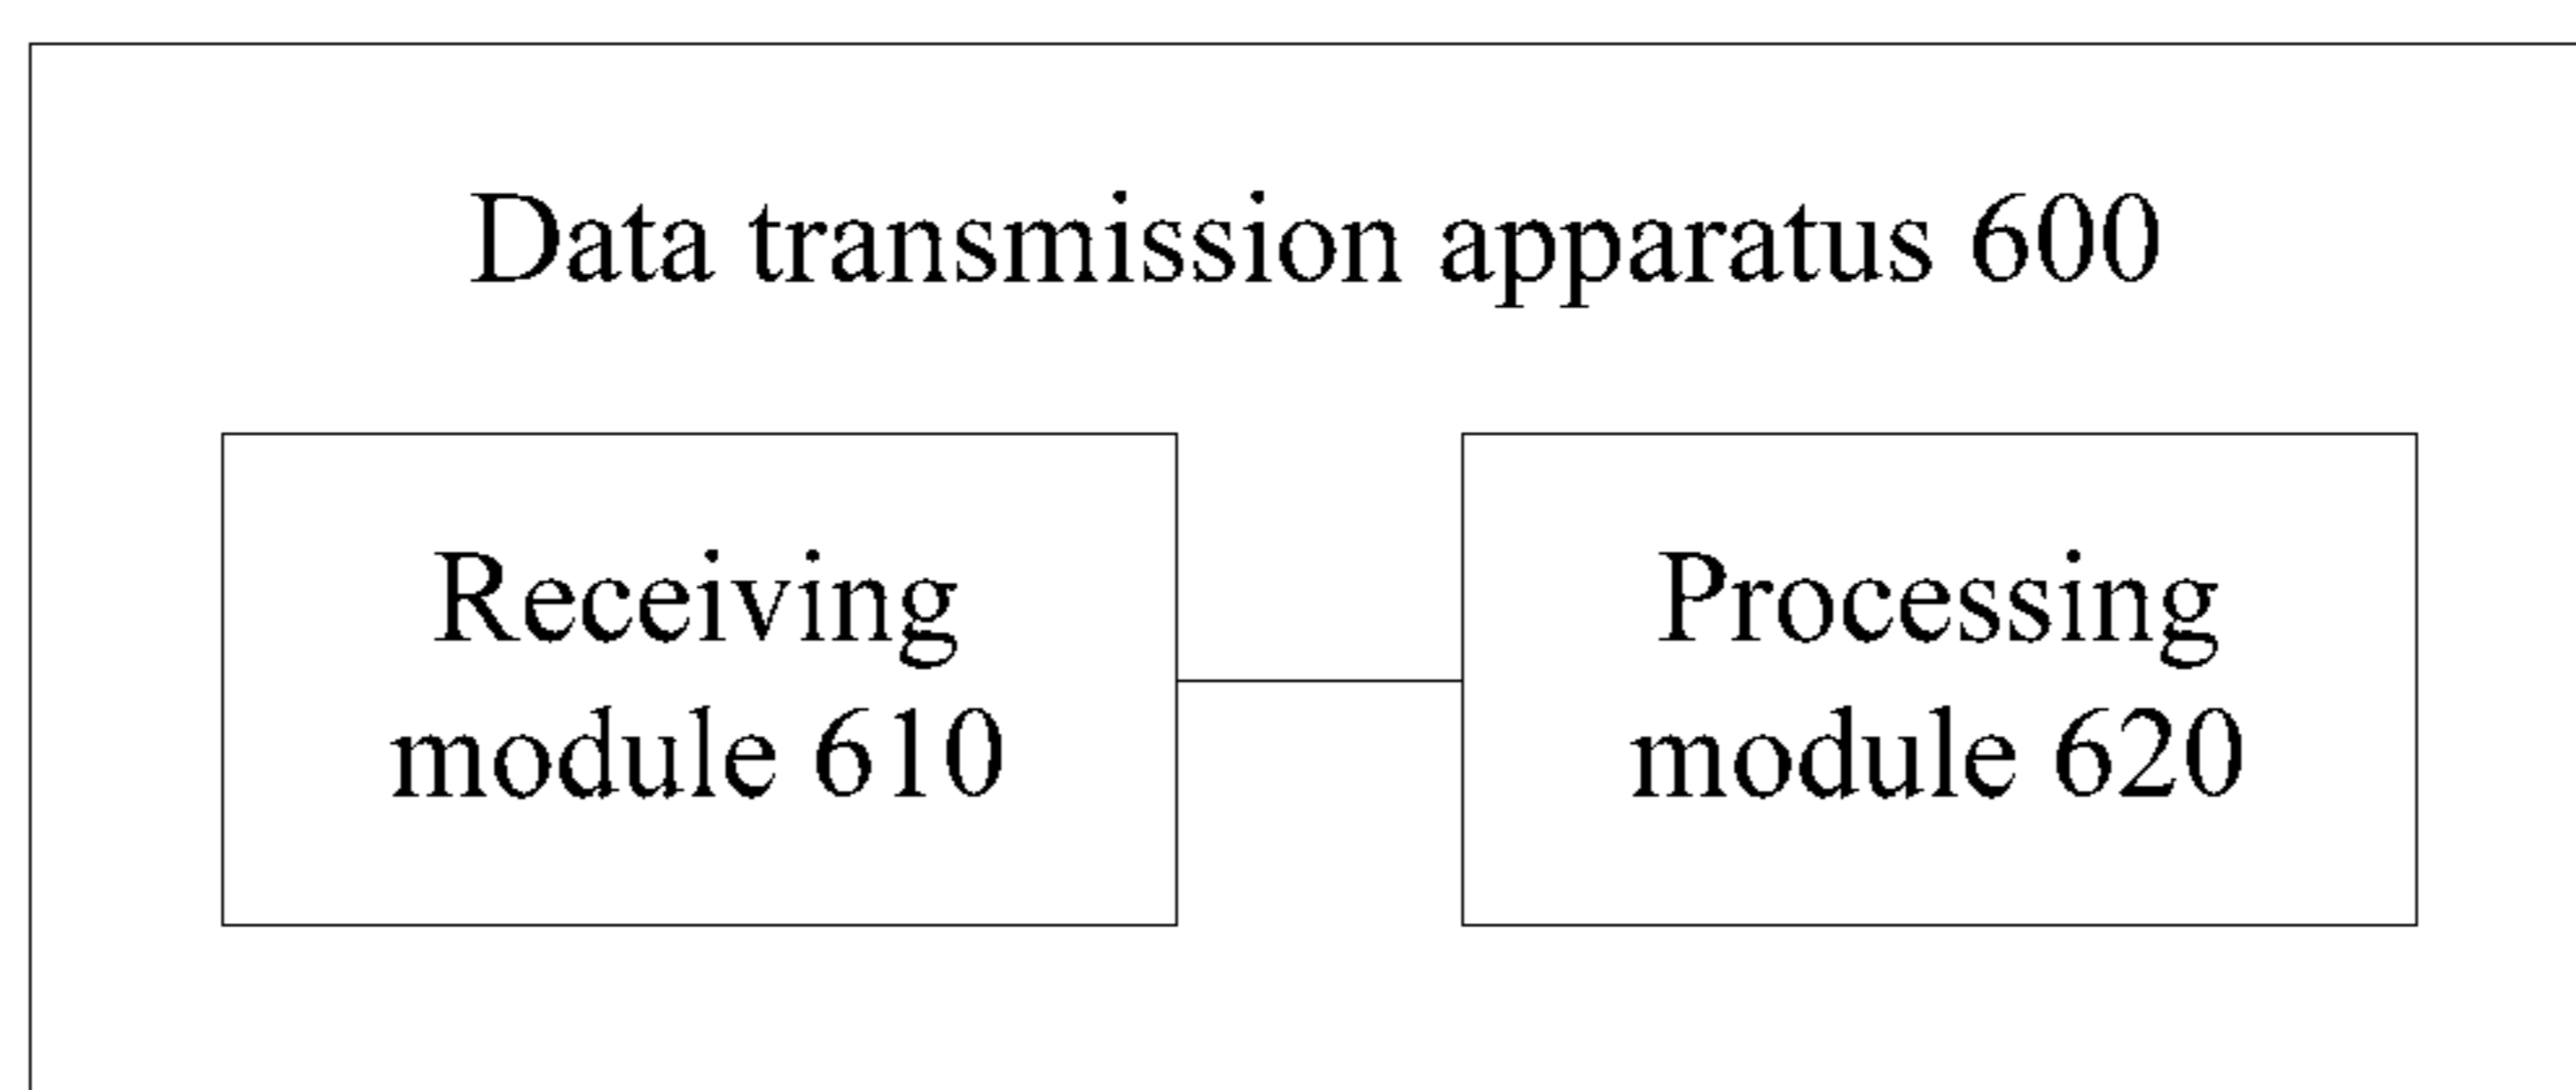 Data transmission apparatus 600
Receiving
module 610
Processing
module 620